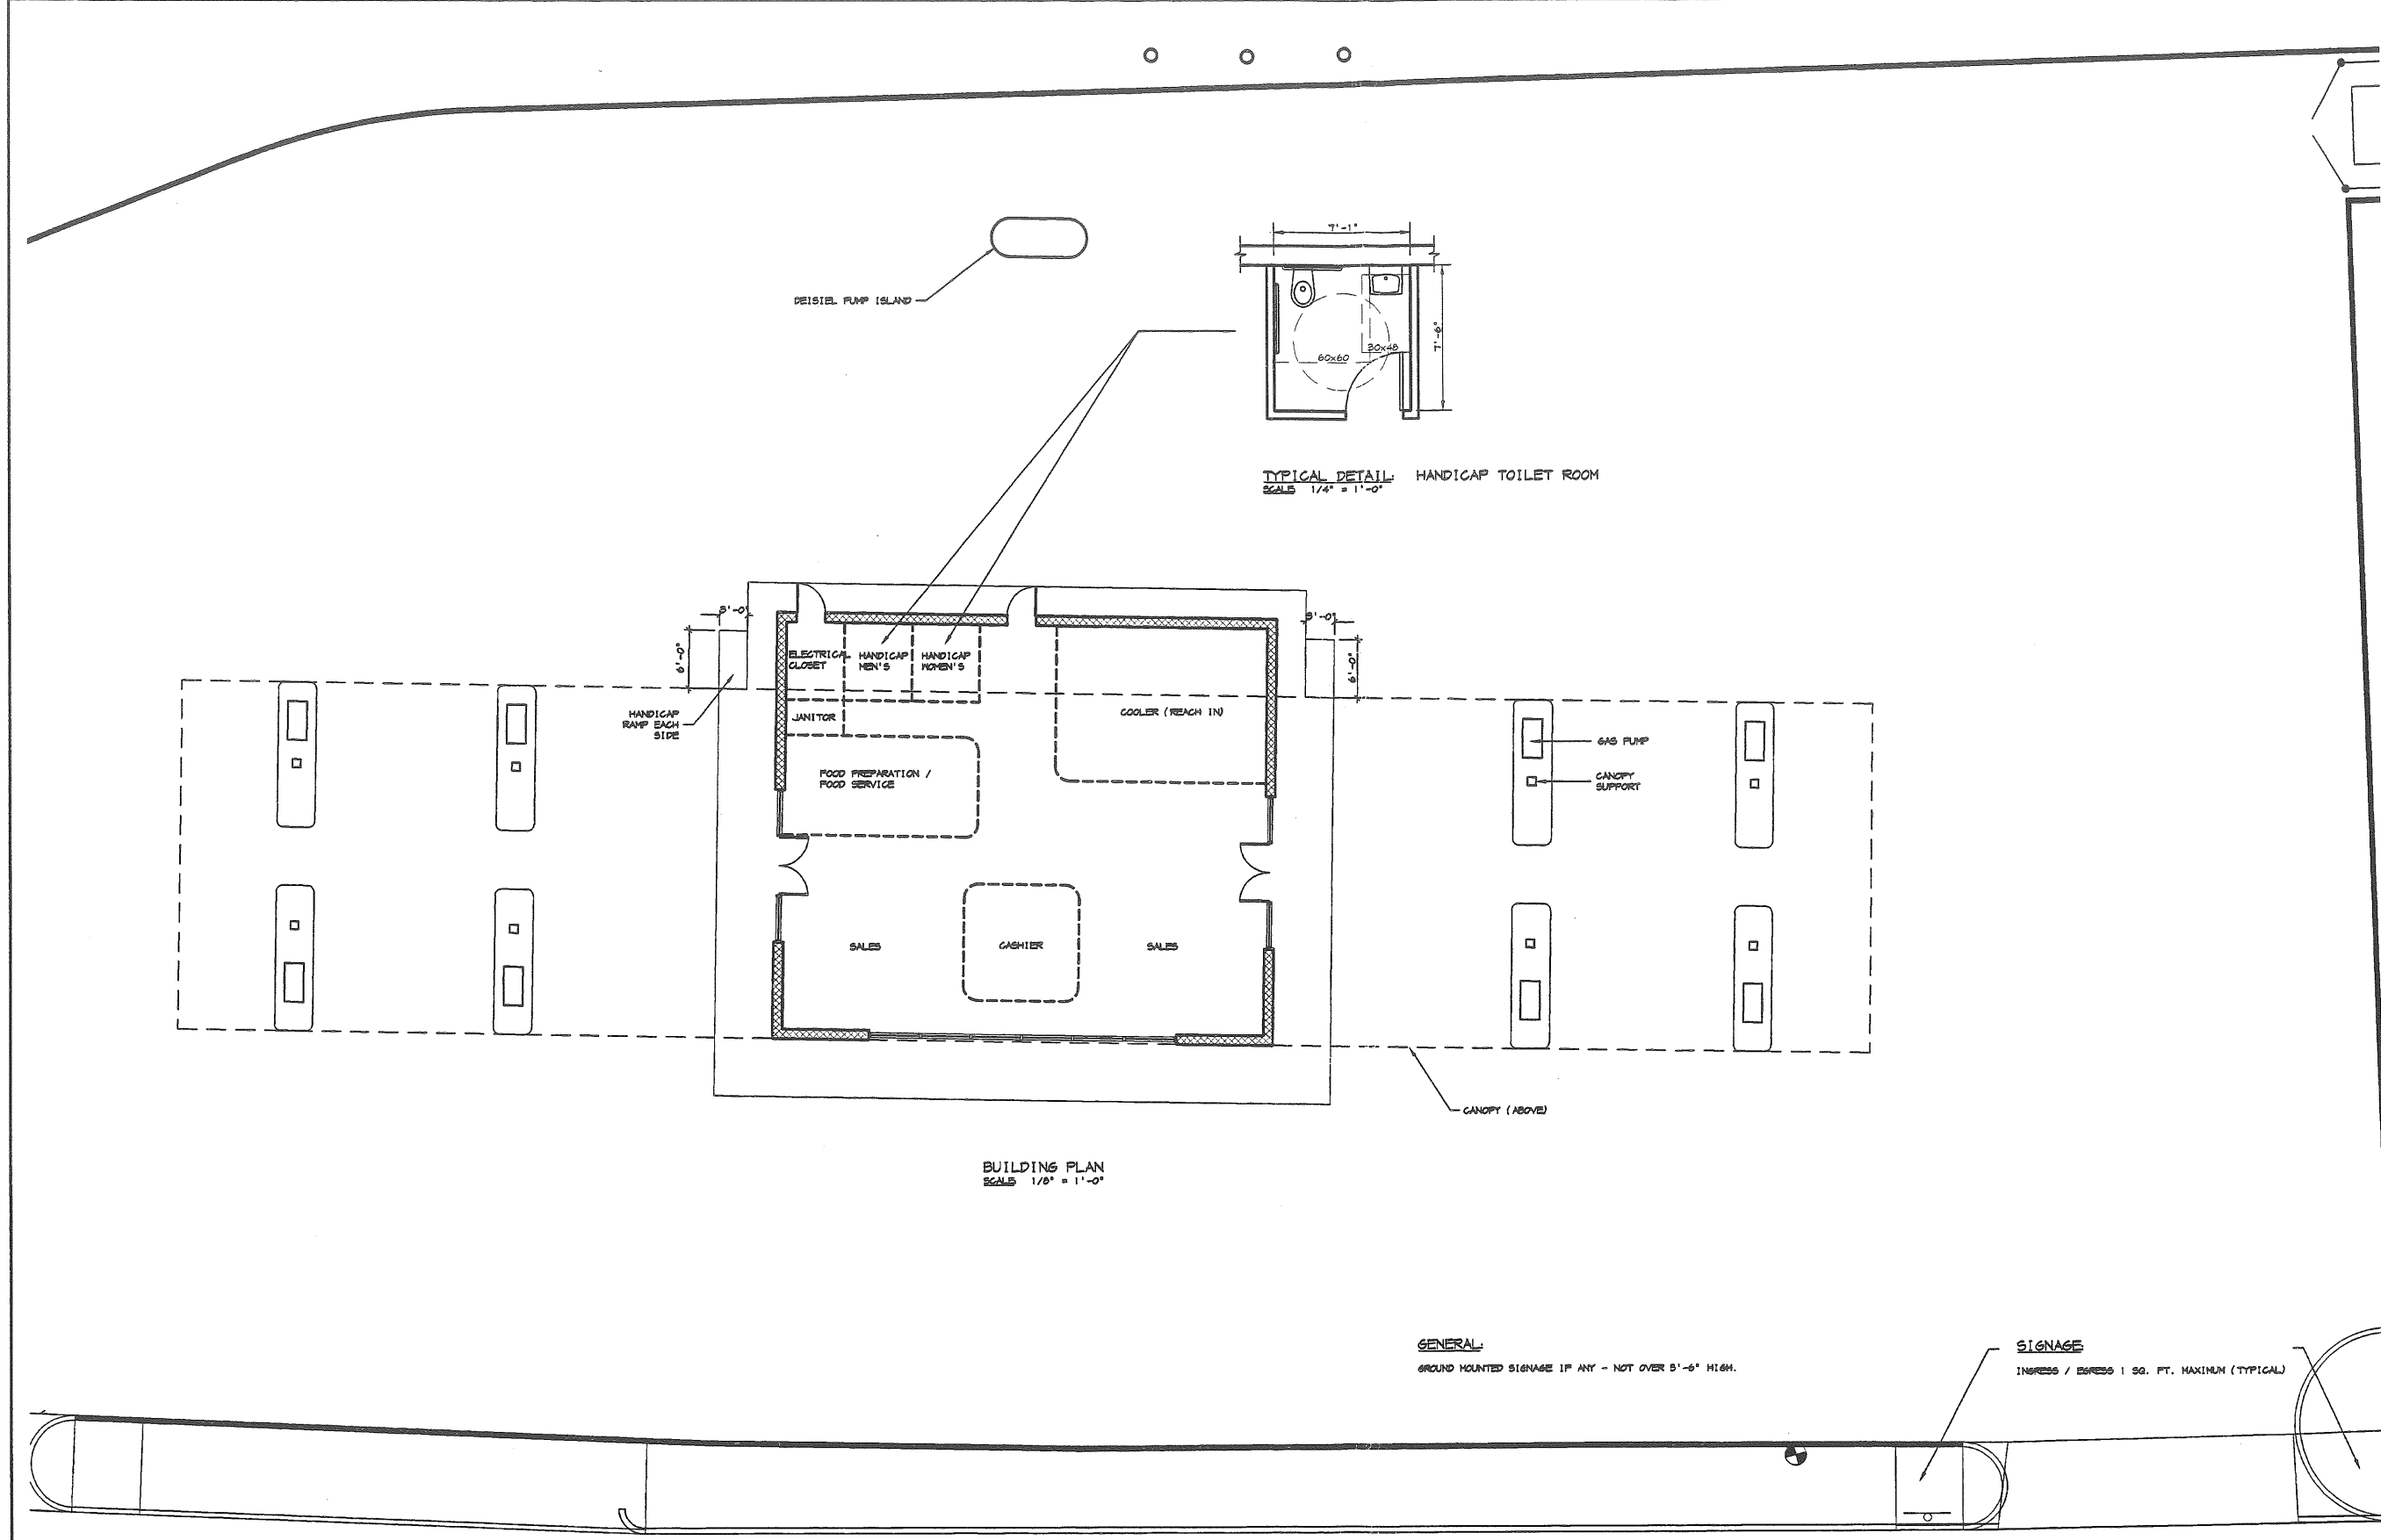 7'-1"
DEISIEL PUMP ISLAND
7'-6"
60x60
30x48
TYPICAL DETAIL: HANDICAP TOILET ROOM
SCALE 1/4" = 1'-0"
3'-0"
3'-0"
6'-0"
6'-0"
ELECTRICAL
CLOSET
HANDICAP
MEN'S
HANDICAP
WOMEN'S
HANDICAP
RAMP EACH
SIDE
JANITOR
COOLER (REACH IN)
GAS PUMP
FOOD PREPARATION /
FOOD SERVICE
CANOPY
SUPPORT
SALES
CASHIER
SALES
CANOPY (ABOVE)
BUILDING PLAN
SCALE 1/8" = 1'-0"
GENERAL:
GROUND MOUNTED SIGNAGE IF ANY - NOT OVER 5'-6" HIGH.
SIGNAGE:
INGRESS / EGRESS 1 SQ. FT. MAXIMUM (TYPICAL)